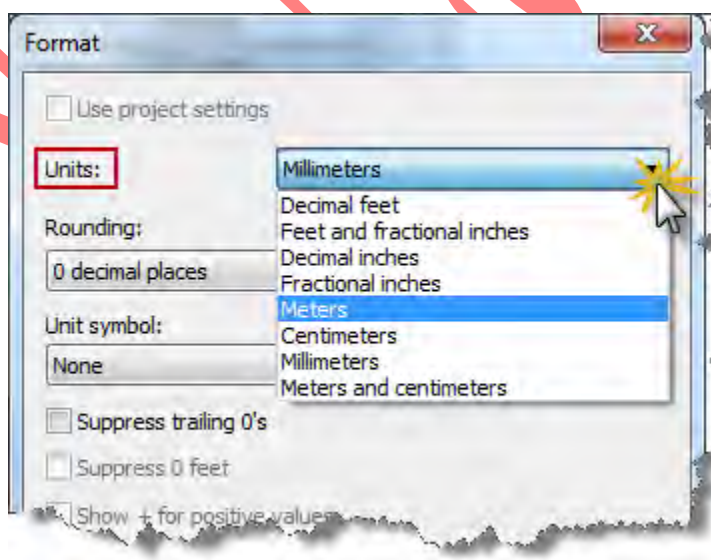 Format
Use project settings
Units:
Millimeters
Decimal feet
Feet and fractional inches
Decimal inches
Fractional inches
Meters
Centimeters
Millimeters
Meters and centimeters
Rounding:
0 decimal places
Unit symbol:
None
Suppress trailing 0's
Suppress 0 feet
Show + for positive values